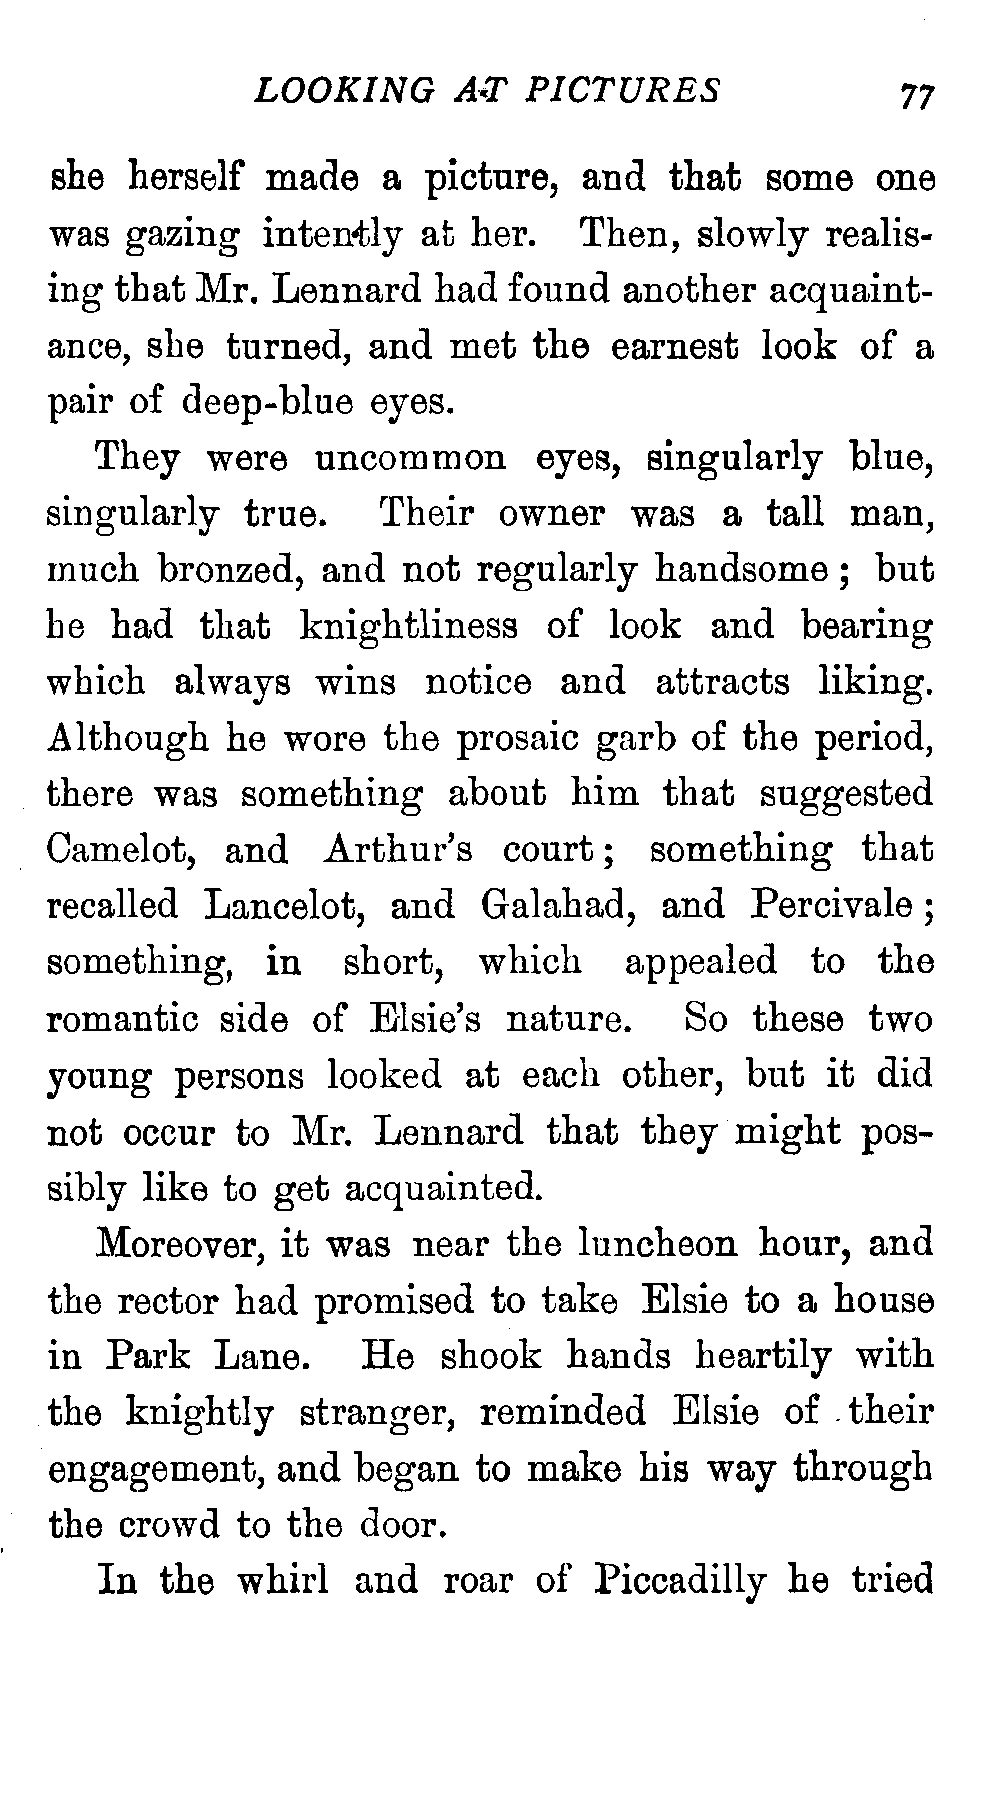 LOOKING AT PICTURES 77
she herself made a picture, and that some one
was gazing intently at her. Then, slowly realis-
ing that Mr. Lennard had found another acquaint-
ance, she turned, and met the earnest look of a
pair of deep-blue eyes.
They were uncommon eyes, singularly blue,
singularly true. Their owner was a tall man,
much bronzed, and not regularly handsome ; but
he had that knightliness of look and bearing
which always wins notice and attracts liking.
Although he wore the prosaic garb of the period,
there was something about him that suggested
Camelot, and Arthur's court ; something that
recalled Lancelot, and Galahad, and Percivale ;
something, in short, which appealed to the
romantic side of Elsie's nature. So these two
young persons looked at each other, but it did
not occur to Mr. Lennard that they might pos-
sibly like to get acquainted.
Moreover, it was near the luncheon hour, and
the rector had promised to take Elsie to a house
in Park Lane. He shook hands heartily with
the knightly stranger, reminded Elsie of their
engagement, and began to make his way through
the crowd to the door.
In the whirl and roar of Piccadilly he tried